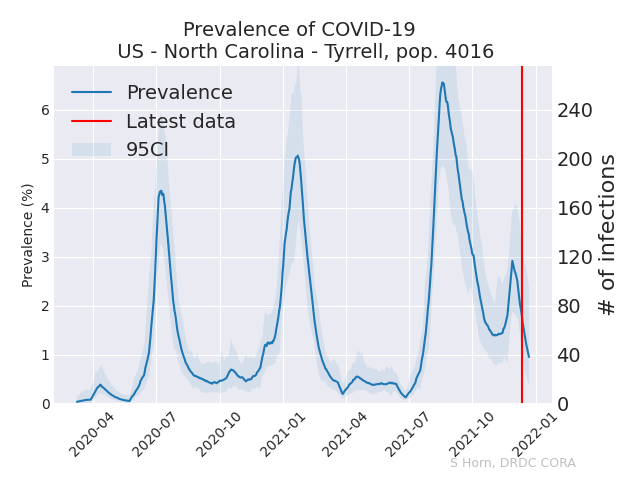 Prevalence of COVID-19
US - North Carolina - Tyrrell, pop. 4016
Prevalence
Latest data
95CI
Prevalence (%)
6
5
4
3
2
1
0
240
200
160
120
80
40
0
# of infections
2020-04
2020-07
2020-10
2021-01
2021-04
2021-07
2021-10
2022-01
S Horn, DRDC CORA